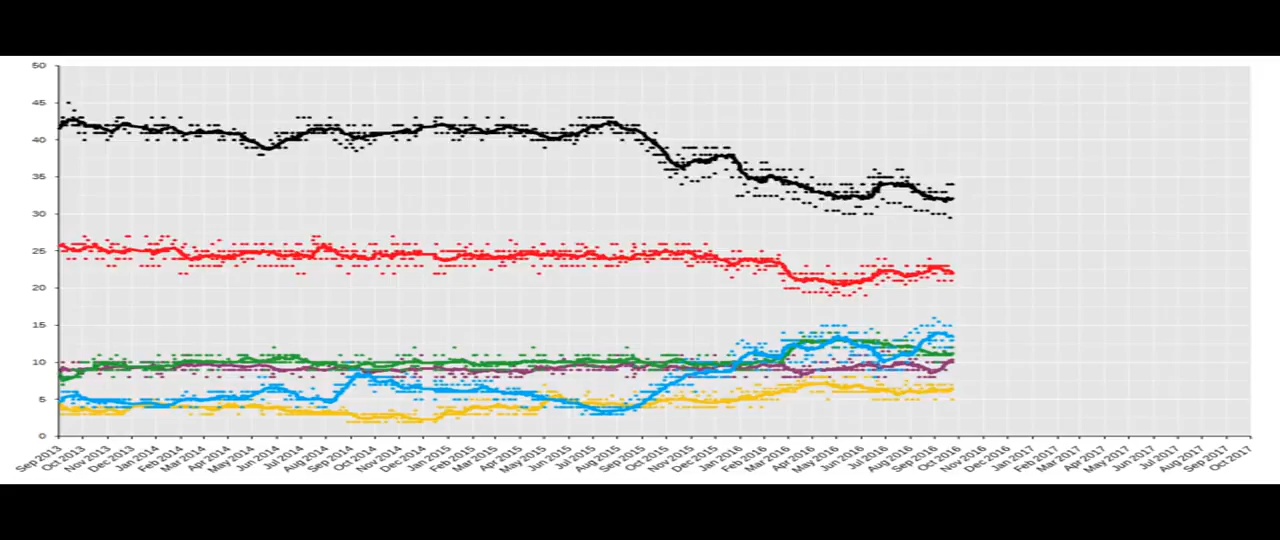 50
45
40
35
30
25
20
15
10
5
0
Sep 2013
Oct 2013
Nov 2013
Dec 2013
Jan 2014
Feb 2014
Mar 2014
Apr 2014
May 2014
Jun 2014
Jul 2014
Aug 2014
Sep 2014
Oct 2014
Nov 2014
Dec 2014
Jan 2015
Feb 2015
Mar 2015
Apr 2015
May 2015
Jun 2015
Jul 2015
Aug 2015
Sep 2015
Oct 2015
Nov 2015
Dec 2015
Jan 2016
Feb 2016
Mar 2016
Apr 2016
May 2016
Jun 2016
Jul 2016
Aug 2016
Sep 2016
Oct 2016
Nov 2016
Dec 2016
Jan 2017
Feb 2017
Mar 2017
Apr 2017
May 2017
Jun 2017
Jul 2017
Aug 2017
Sep 2017
Oct 2017